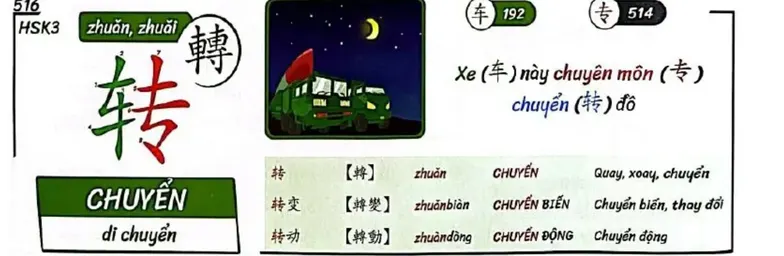 516
HSK3
zhuǎn, zhuǎi
轉
转
CHUYỂN
di chuyển
车 192
专 514
Xe (车) này chuyên môn (专)
chuyển (转) đồ
转 【轉】 zhuǎn CHUYỂN Quay, xoay, chuyển
转变 【轉變】 zhuǎnbiàn CHUYỂN BIẾN Chuyển biến, thay đổi
转动 【轉動】 zhuàndòng CHUYỂN ĐỘNG Chuyển động